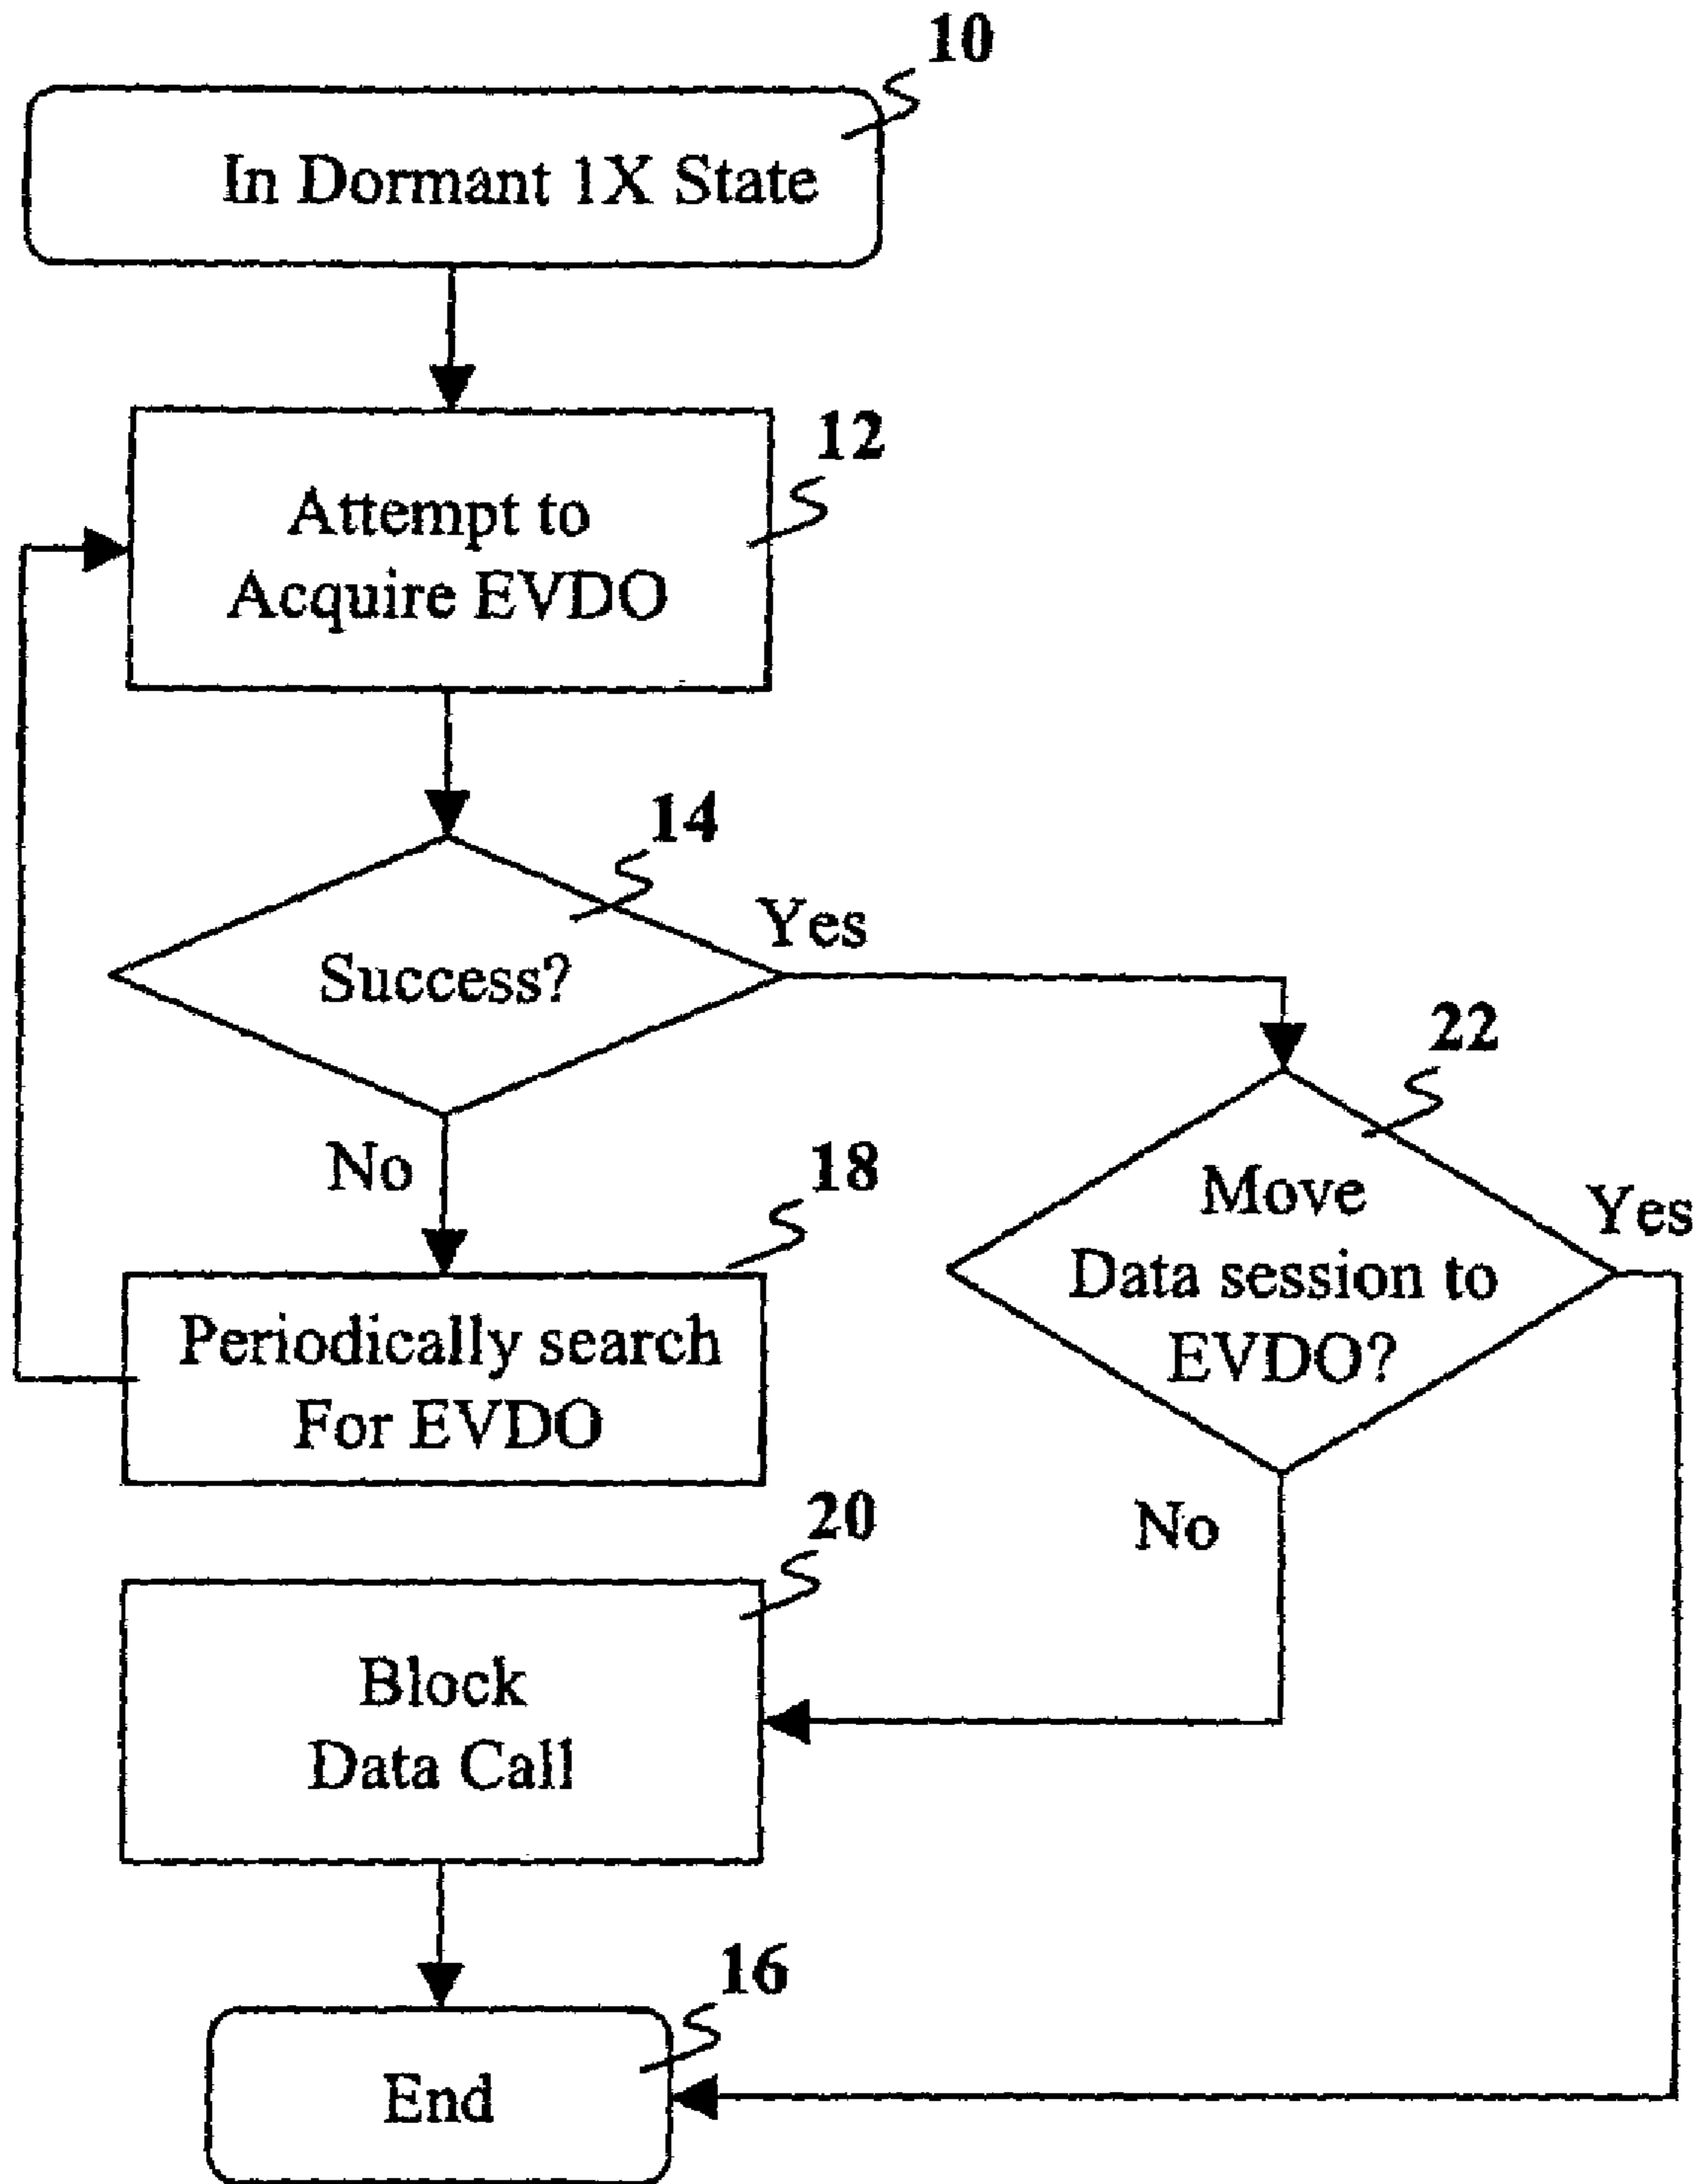 10
In Dormant 1X State
12
Attempt to
Acquire EVDO
14
Yes
Success?
22
No
18
Move
Data session to
EVDO?
Yes
Periodically search
For EVDO
20
No
Block
Data Call
16
End